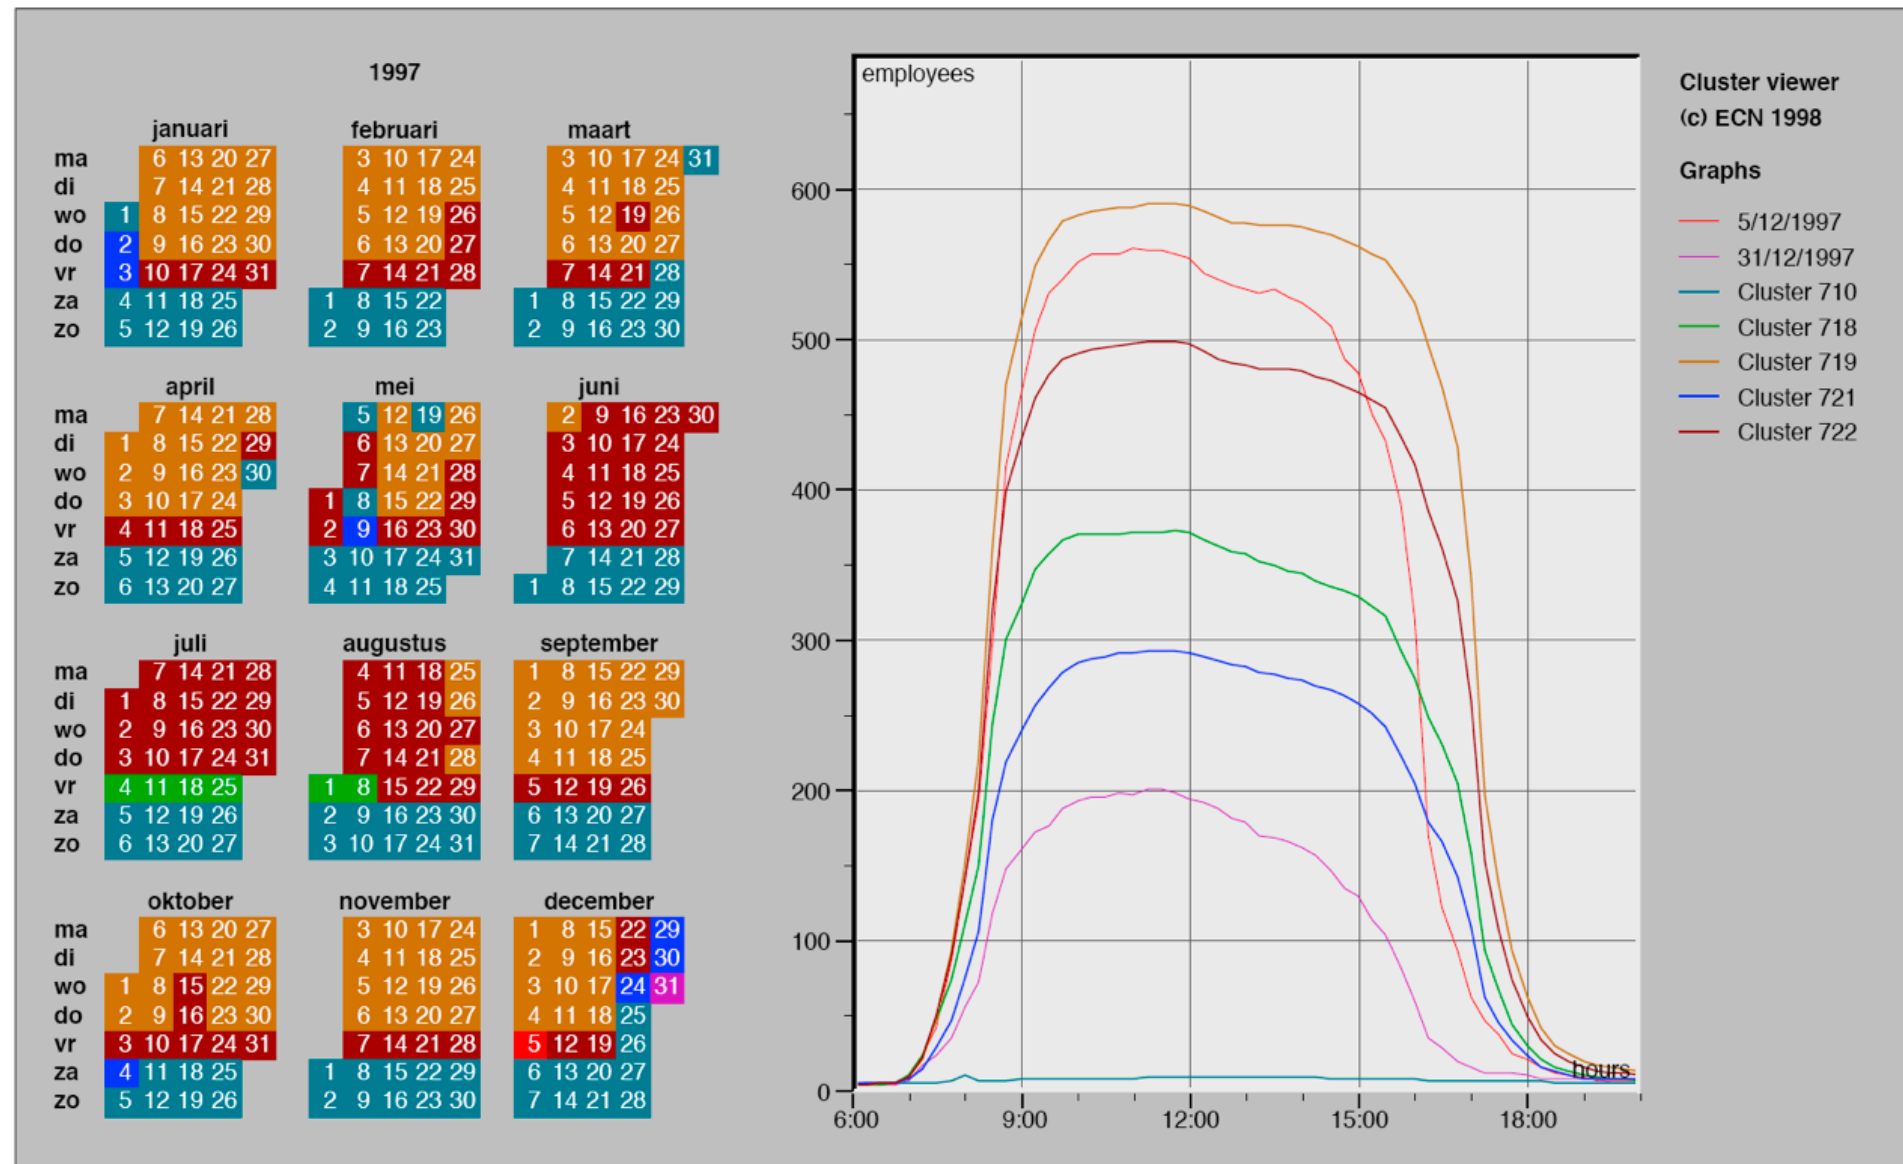 1997
januari februari maart
ma 6 13 20 27 3 10 17 24 3 10 17 24 31
di 7 14 21 28 4 11 18 25 4 11 18 25
wo 1 8 15 22 29 5 12 19 26 5 12 19 26
do 2 9 16 23 30 6 13 20 27 6 13 20 27
vr 3 10 17 24 31 7 14 21 28 7 14 21 28
za 4 11 18 25 1 8 15 22 1 8 15 22 29
zo 5 12 19 26 2 9 16 23 2 9 16 23 30
april mei juni
ma 7 14 21 28 5 12 19 26 2 9 16 23 30
di 1 8 15 22 29 6 13 20 27 3 10 17 24
wo 2 9 16 23 30 7 14 21 28 4 11 18 25
do 3 10 17 24 1 8 15 22 29 5 12 19 26
vr 4 11 18 25 2 9 16 23 30 6 13 20 27
za 5 12 19 26 3 10 17 24 31 7 14 21 28
zo 6 13 20 27 4 11 18 25 1 8 15 22 29
juli augustus september
ma 7 14 21 28 4 11 18 25 1 8 15 22 29
di 1 8 15 22 29 5 12 19 26 2 9 16 23 30
wo 2 9 16 23 30 6 13 20 27 3 10 17 24
do 3 10 17 24 31 7 14 21 28 4 11 18 25
vr 4 11 18 25 1 8 15 22 29 5 12 19 26
za 5 12 19 26 2 9 16 23 30 6 13 20 27
zo 6 13 20 27 3 10 17 24 31 7 14 21 28
oktober november december
ma 6 13 20 27 3 10 17 24 1 8 15 22 29
di 7 14 21 28 4 11 18 25 2 9 16 23 30
wo 1 8 15 22 29 5 12 19 26 3 10 17 24 31
do 2 9 16 23 30 6 13 20 27 4 11 18 25
vr 3 10 17 24 31 7 14 21 28 5 12 19 26
za 4 11 18 25 1 8 15 22 29 6 13 20 27
zo 5 12 19 26 2 9 16 23 30 7 14 21 28
employees
600
500
400
300
200
100
0
hours
6:00 9:00 12:00 15:00 18:00
Cluster viewer
(c) ECN 1998
Graphs
5/12/1997
31/12/1997
Cluster 710
Cluster 718
Cluster 719
Cluster 721
Cluster 722